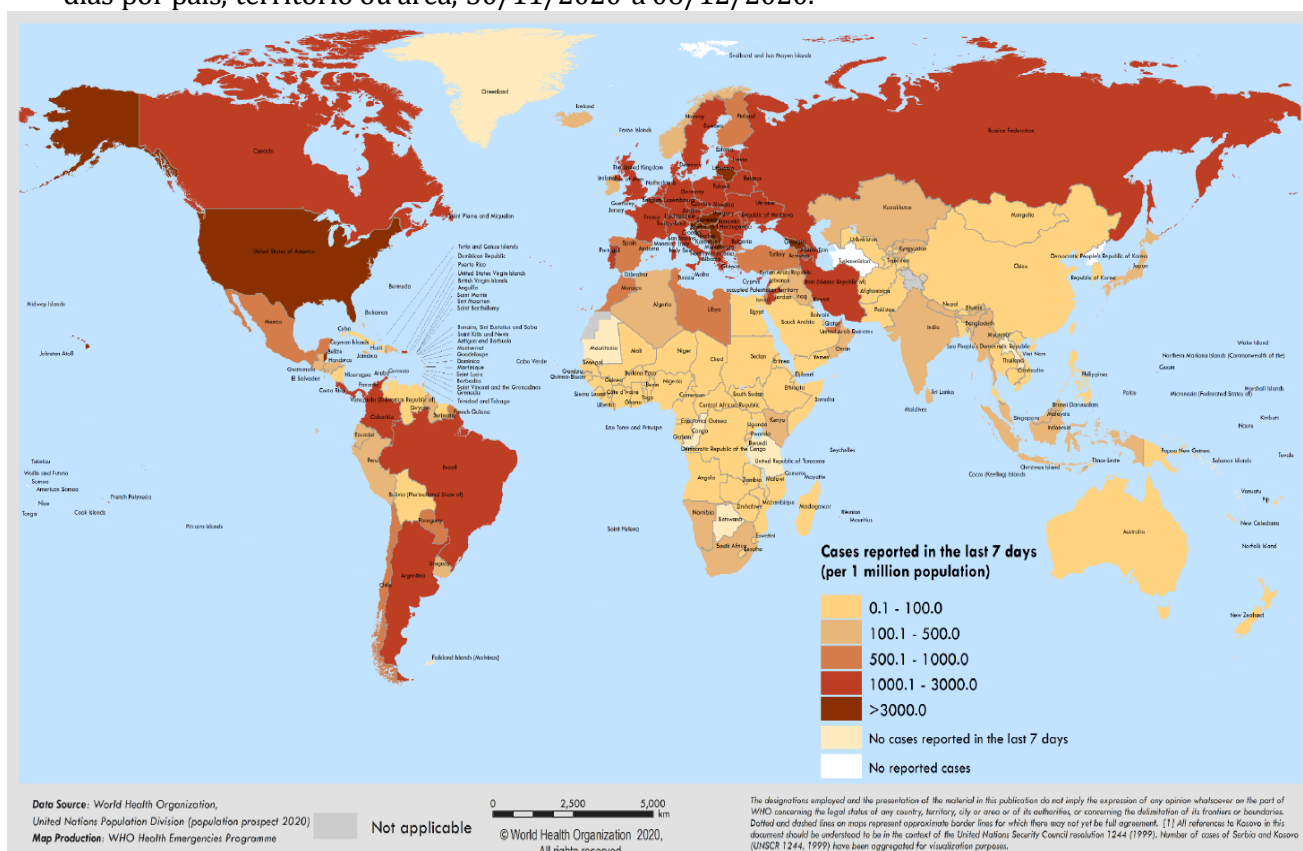 dias por país, território ou área, 30/11/2020 a 06/12/2020.
Svalbard and Jan Mayen Islands
Greenland
Iceland
Finland
Norway
Sweden
Russian Federation
Faroe Islands
Estonia
Latvia
Lithuania
Denmark
The United Kingdom
Belarus
Canada
Netherlands
Poland
Ireland
Germany
Guernsey
Jersey
Ukraine
Kazakhstan
France
Republic of Moldova
Mongolia
Saint Pierre and Miquelon
United States of America
Spain
Bulgaria
Portugal
Andorra
Uzbekistan
Kyrgyzstan
Democratic People's Republic of Korea
Turkmenistan
Tajikistan
Turkey
Greece
Japan
Gibraltar
Malta
Tunisia
Cyprus
Syrian Arab Republic
Lebanon
China
Republic of Korea
Turks and Caicos Islands
Dominican Republic
Puerto Rico
United States Virgin Islands
British Virgin Islands
Anguilla
Saint Martin
Sint Maarten
Saint Barthelemy
Bermuda
Morocco
occupied Palestinian territory
Israel
Jordan
Iraq
Iran (Islamic Republic of)
Kuwait
Afghanistan
Midway Islands
Algeria
Libya
Egypt
Bahrain
Qatar
Pakistan
Nepal
Bhutan
Bahamas
Mexico
Saudi Arabia
United Arab Emirates
Bangladesh
India
Cuba
Myanmar
Johnston Atoll
Cayman Islands
Haiti
Belize
Jamaica
Honduras
Bonaire, Sint Eustatius and Saba
Saint Kitts and Nevis
Antigua and Barbuda
Montserrat
Guadeloupe
Dominica
Martinique
Saint Lucia
Barbados
Saint Vincent and the Grenadines
Grenada
Trinidad and Tobago
Cabo Verde
Mauritania
Mali
Niger
Chad
Sudan
Eritrea
Yemen
Oman
Lao People's Democratic Republic
Viet Nam
Thailand
Cambodia
Wake Island
Northern Mariana Islands (Commonwealth of the)
Guam
Philippines
Guatemala
El Salvador
Nicaragua
Aruba
Curacao
Senegal
Gambia
Guinea-Bissau
Guinea
Burkina Faso
Benin
Nigeria
Djibouti
Marshall Islands
Costa Rica
Panama
Venezuela (Bolivarian Republic of)
Guyana
Suriname
French Guiana
Sierra Leone
Liberia
Côte d'Ivoire
Ghana
Togo
Cameroon
Central African Republic
South Sudan
Ethiopia
Somalia
Sri Lanka
Maldives
Palau
Micronesia (Federated States of)
Colombia
Brunei Darussalam
Malaysia
Singapore
Indonesia
Kiribati
Nauru
Ecuador
Sao Tome and Principe
Equatorial Guinea
Gabon
Congo
Uganda
Kenya
Rwanda
Burundi
Democratic Republic of the Congo
United Republic of Tanzania
Seychelles
Papua New Guinea
Solomon Islands
Tuvalu
Peru
Brazil
Tokelau
Wallis and Futuna
Samoa
American Samoa
Christmas Island
Cocos (Keeling) Islands
Timor-Leste
Angola
Zambia
Malawi
Comoros
Mayotte
Bolivia (Plurinational State of)
Niue
Tonga
Cook Islands
French Polynesia
Pitcairn Islands
Saint Helena
Namibia
Botswana
Zimbabwe
Mozambique
Madagascar
Réunion
Mauritius
Vanuatu
Fiji
New Caledonia
Paraguay
Eswatini
Lesotho
South Africa
Australia
Norfolk Island
Uruguay
Chile
Argentina
New Zealand
Falkland Islands (Malvinas)
Cases reported in the last 7 days
(per 1 million population)
0.1 - 100.0
100.1 - 500.0
500.1 - 1000.0
1000.1 - 3000.0
>3000.0
No cases reported in the last 7 days
No reported cases
Data Source: World Health Organization,
United Nations Population Division (population prospect 2020)
Map Production: WHO Health Emergencies Programme
Not applicable
0 2,500 5,000
km
© World Health Organization 2020,
All rights reserved
The designations employed and the presentation of the material in this publication do not imply the expression of any opinion whatsoever on the part of
WHO concerning the legal status of any country, territory, city or area or of its authorities, or concerning the delimitation of its frontiers or boundaries.
Dotted and dashed lines on maps represent approximate border lines for which there may not yet be full agreement. [1] All references to Kosovo in this
document should be understood to be in the context of the United Nations Security Council resolution 1244 (1999). Number of cases of Serbia and Kosovo
(UNSCR 1244, 1999) have been aggregated for visualization purposes.